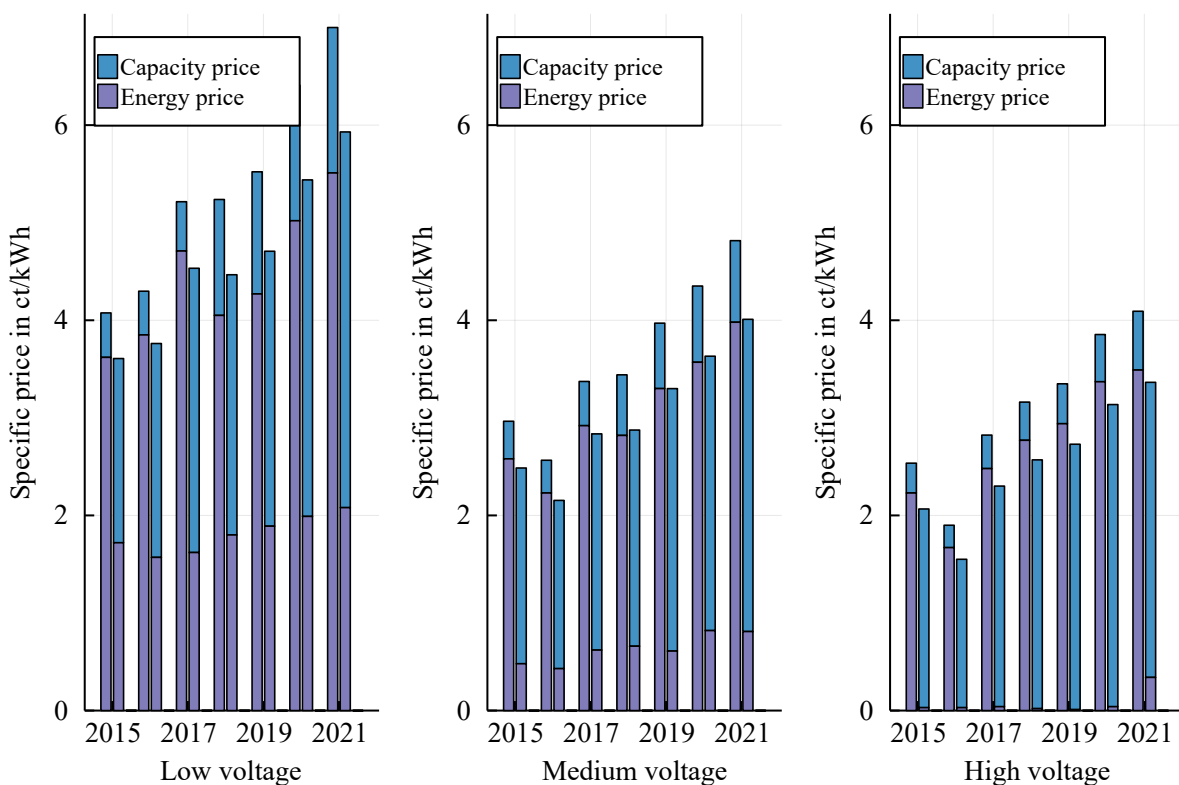 Specific price in ct/kWh
6
4
2
0
Capacity price
Energy price
2015 2017 2019 2021
Low voltage
Specific price in ct/kWh
6
4
2
0
Capacity price
Energy price
2015 2017 2019 2021
Medium voltage
Specific price in ct/kWh
6
4
2
0
Capacity price
Energy price
2015 2017 2019 2021
High voltage